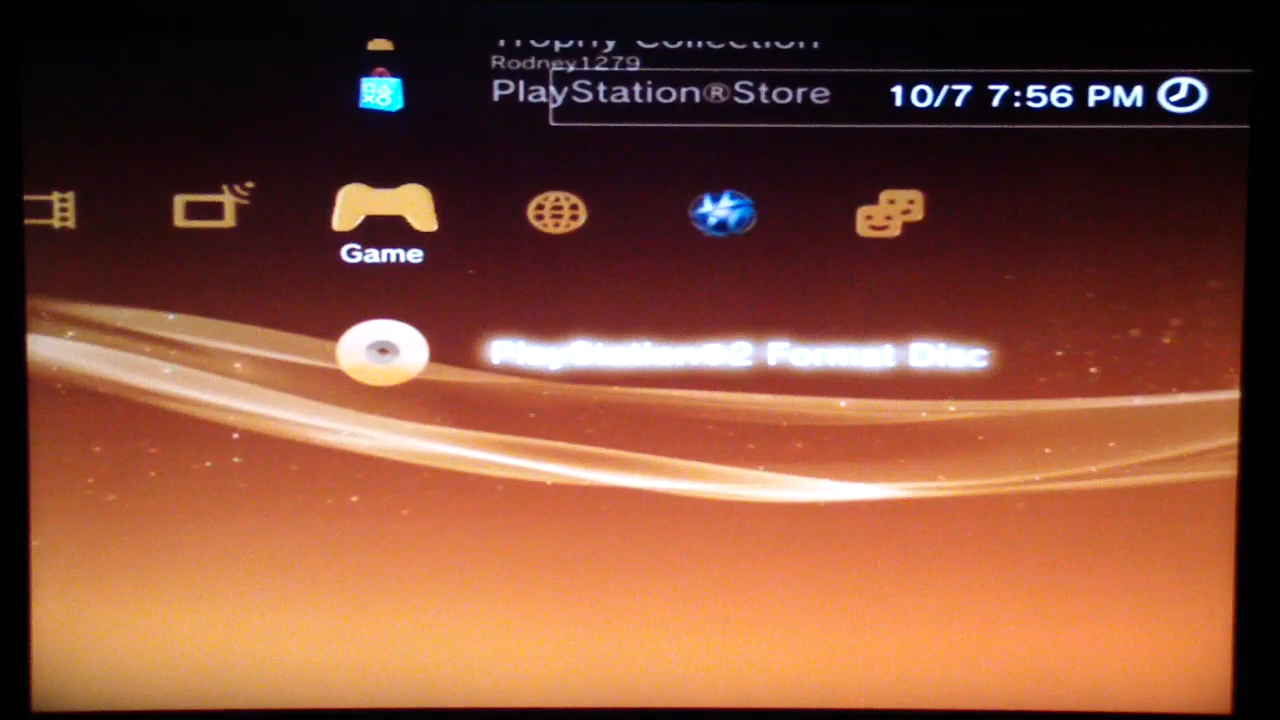 Trophy Collection
Rodney1279
PlayStation®Store
10/7 7:56 PM
Game
PlayStation®2 Format Disc